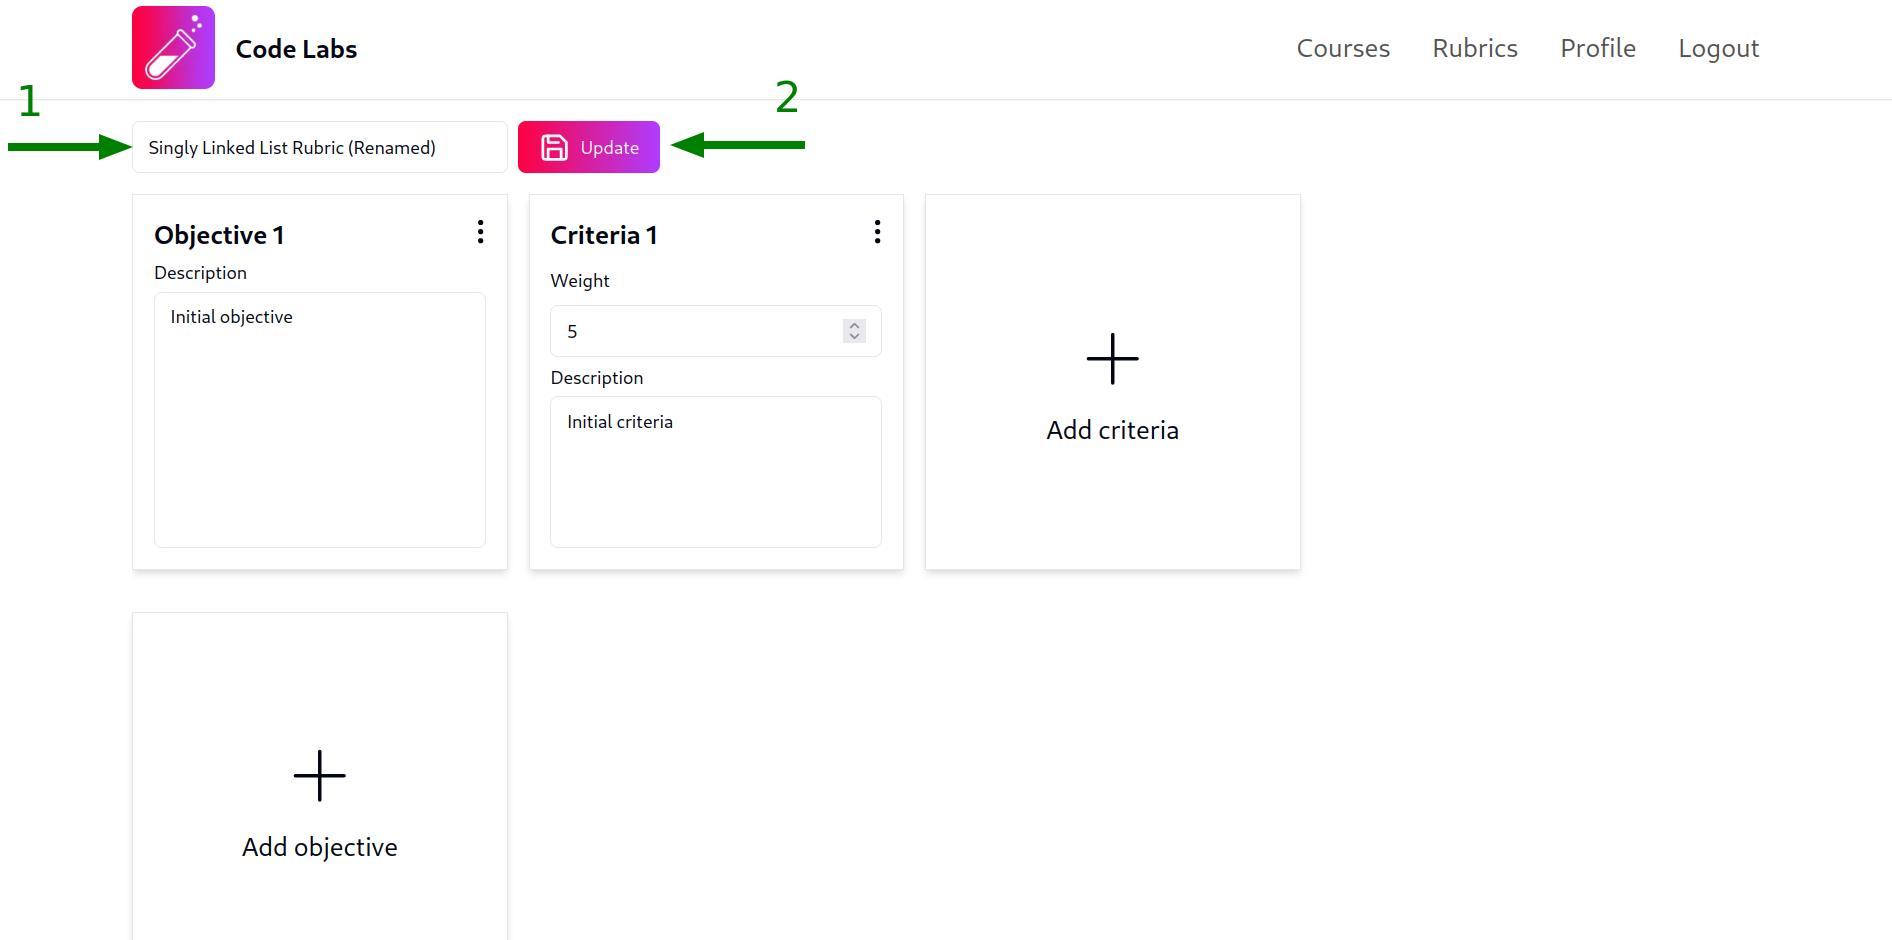 Code Labs
Courses Rubrics Profile Logout
1
2
Singly Linked List Rubric (Renamed)
Update
Objective 1
Description
Initial objective
Criteria 1
Weight
5
Description
Initial criteria
Add criteria
Add objective